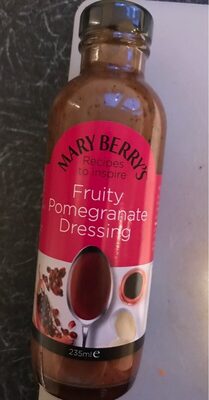 MARY BERRY'S
Recipes
to inspire
Fruity
Pomegranate
Dressing
235ml e